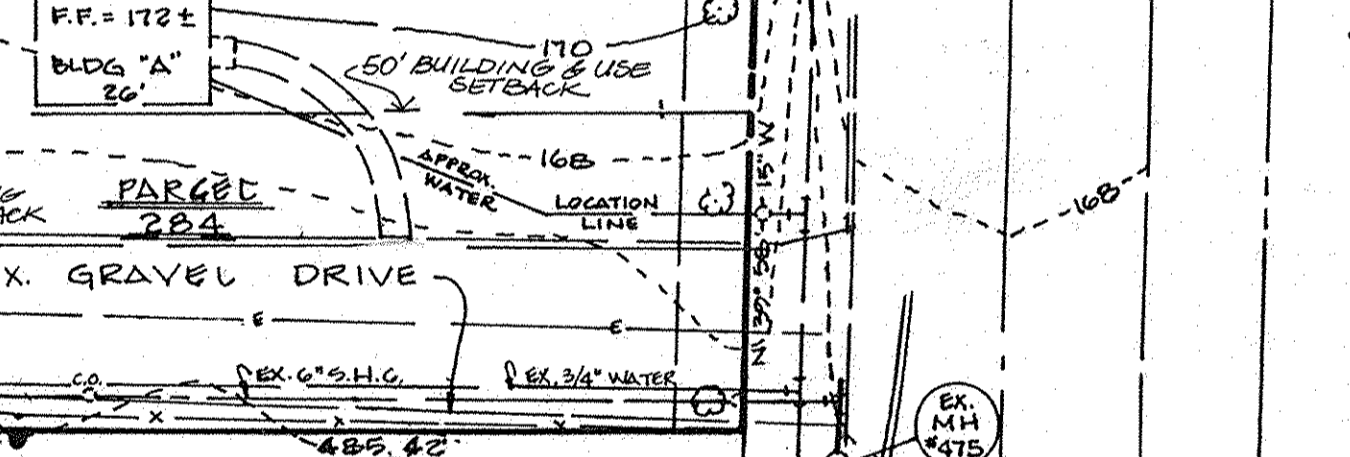 F.F. = 172 ±
BLDG "A"
26'
170
50' BUILDING & USE
SETBACK
168
APPROX.
WATER
LOCATION
LINE
PARCEL
284
ACK
X. GRAVEL DRIVE
E
E
C.O.
EX. 6" S.H.C.
EX. 3/4" WATER
X
X
X
485.42'
168
EX.
MH
#475